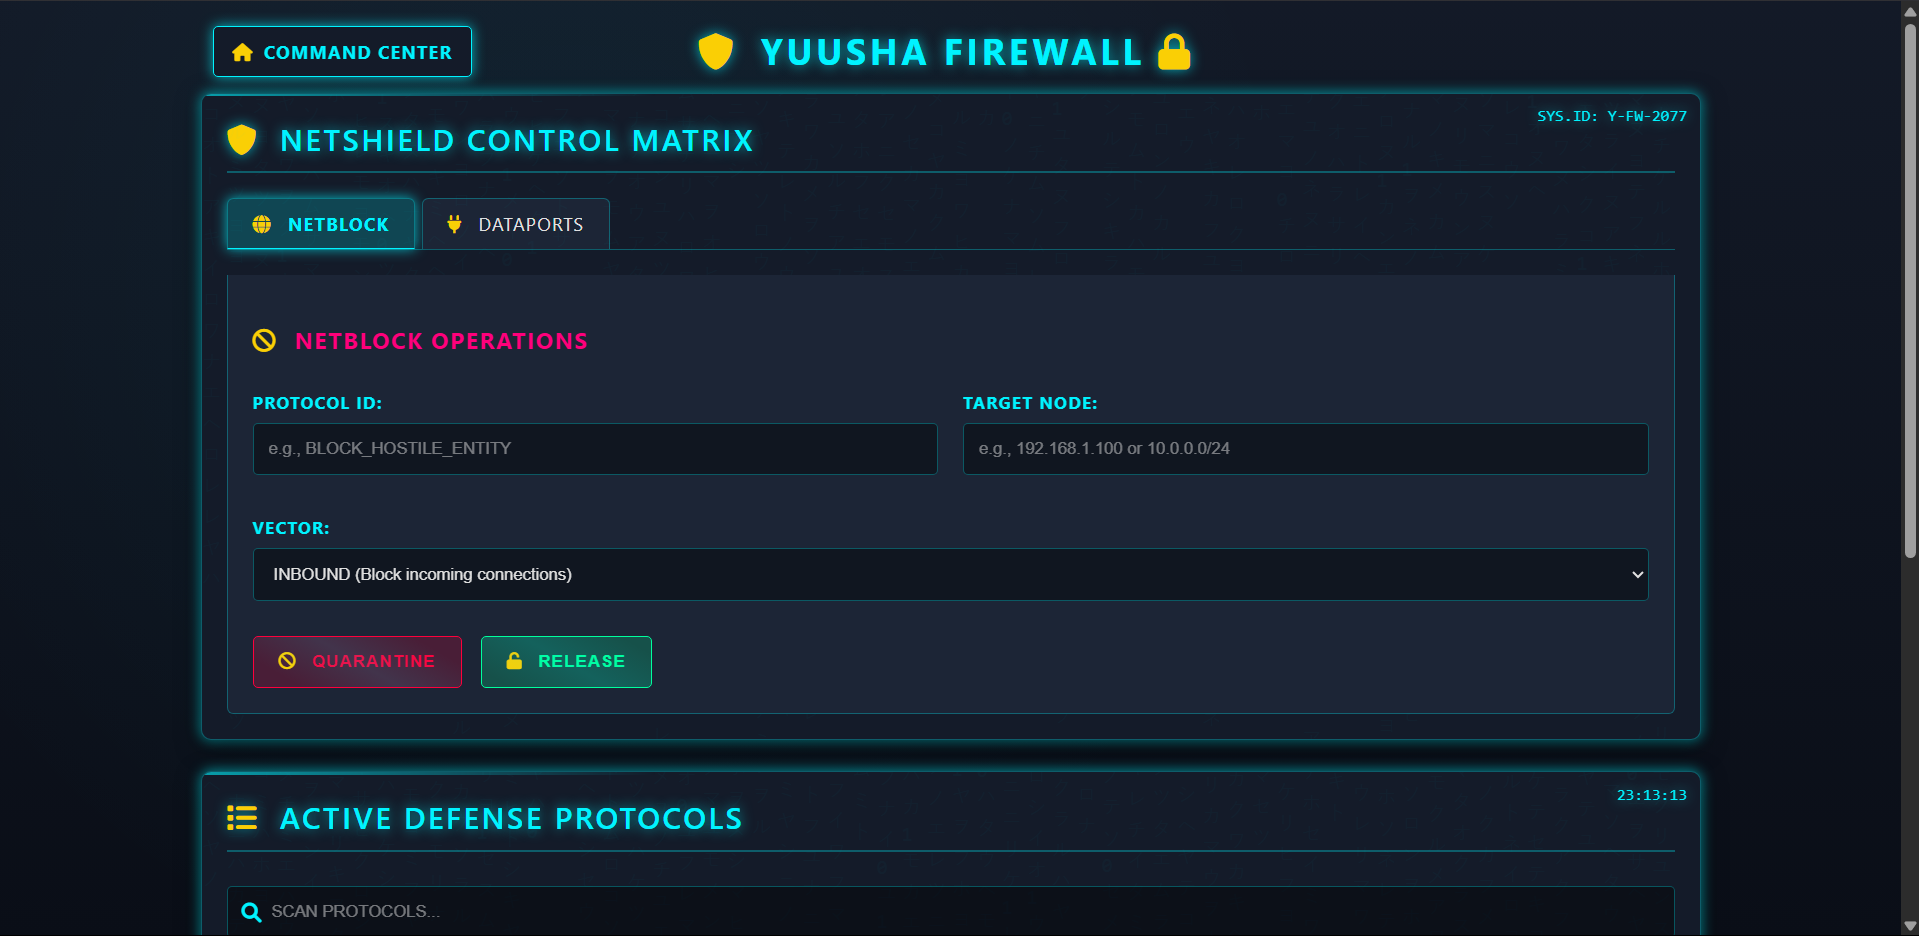 COMMAND CENTER
YUUSHA FIREWALL
SYS.ID: Y-FW-2077
NETSHIELD CONTROL MATRIX
NETBLOCK
DATAPORTS
NETBLOCK OPERATIONS
PROTOCOL ID:
TARGET NODE:
e.g., BLOCK_HOSTILE_ENTITY
e.g., 192.168.1.100 or 10.0.0.0/24
VECTOR:
INBOUND (Block incoming connections)
QUARANTINE
RELEASE
23:13:13
ACTIVE DEFENSE PROTOCOLS
SCAN PROTOCOLS...